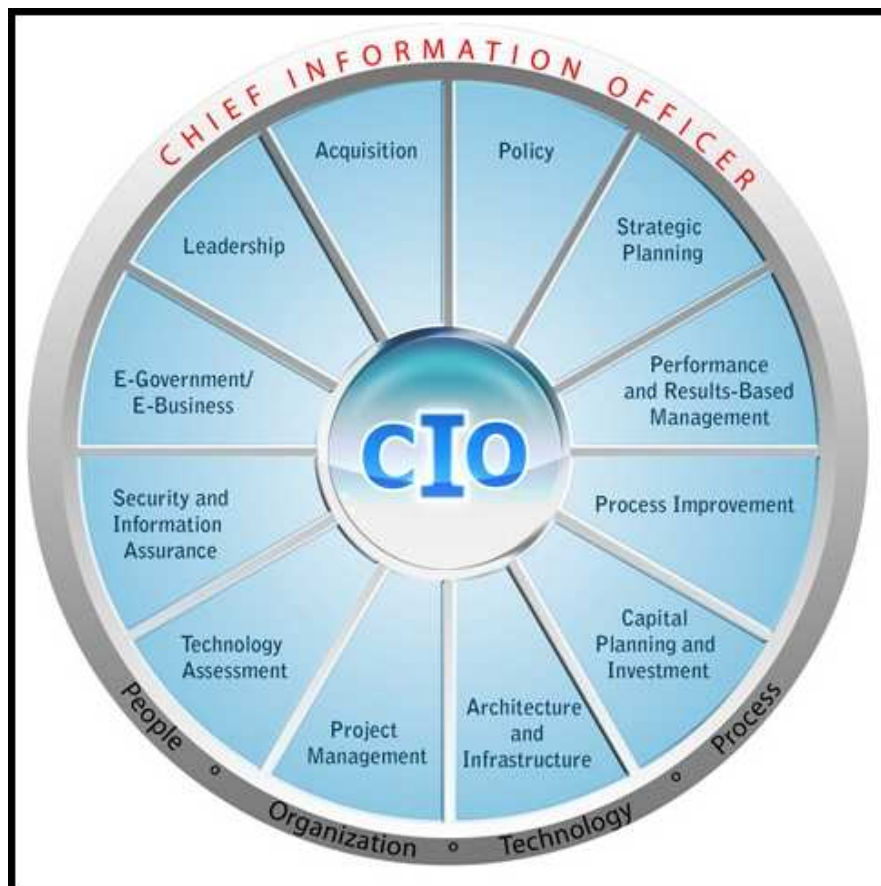 CHIEF INFORMATION OFFICER
Acquisition
Policy
Strategic
Planning
Performance
and Results-Based
Management
Process Improvement
Capital
Planning and
Investment
Architecture
and
Infrastructure
Project
Management
Technology
Assessment
Security and
Information
Assurance
E-Government/
E-Business
Leadership
CIO
People ° Organization ° Technology ° Process